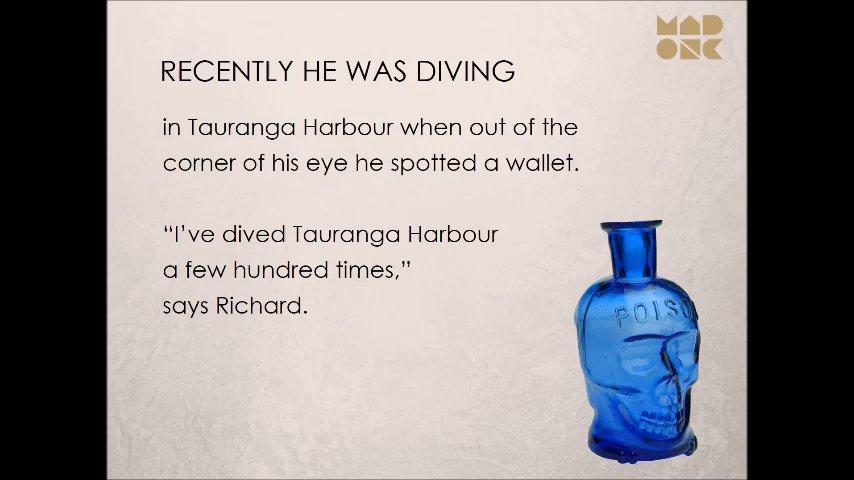 MAD
ONE
RECENTLY HE WAS DIVING
in Tauranga Harbour when out of the
corner of his eye he spotted a wallet.
“I’ve dived Tauranga Harbour
a few hundred times,”
says Richard.
POISON